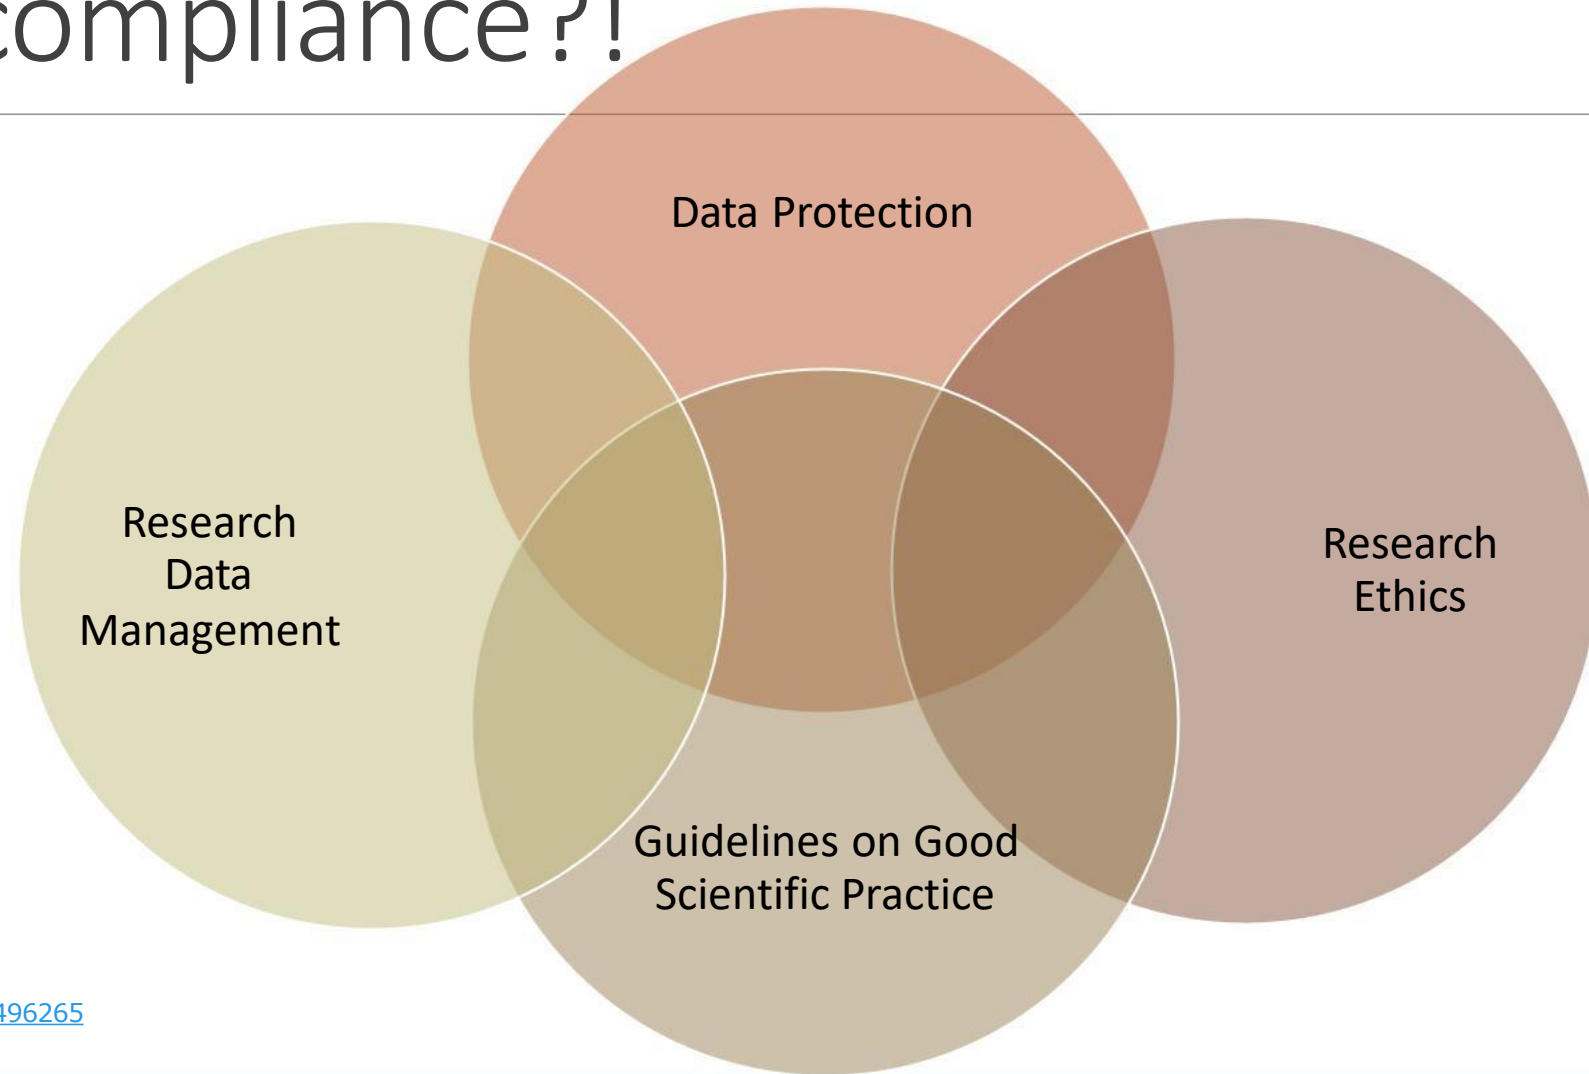 compliance?!
Data Protection
Research
Data
Management
Research
Ethics
Guidelines on Good
Scientific Practice
496265